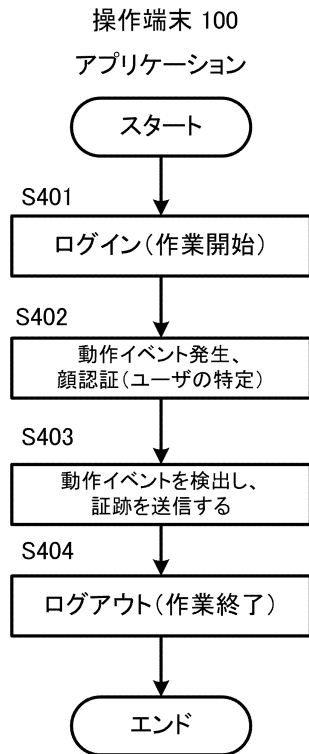 操作端末 100
アプリケーション
スタート
S401
ログイン(作業開始)
S402
動作イベント発生、
顔認証(ユーザの特定)
S403
動作イベントを検出し、
証跡を送信する
S404
ログアウト(作業終了)
エンド